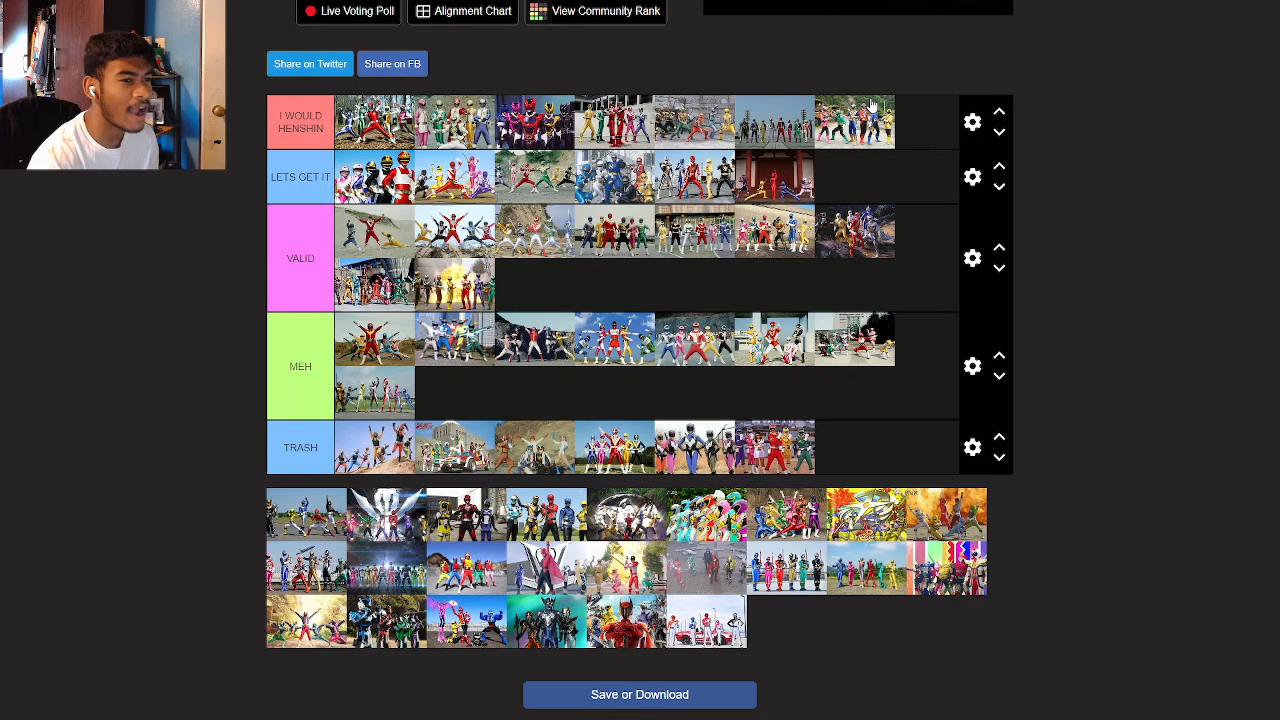 Live Voting Poll
Alignment Chart
View Community Rank
Share on Twitter
Share on FB
I WOULD
HENSHIN
LETS GET IT
VALID
MEH
TRASH
Save or Download